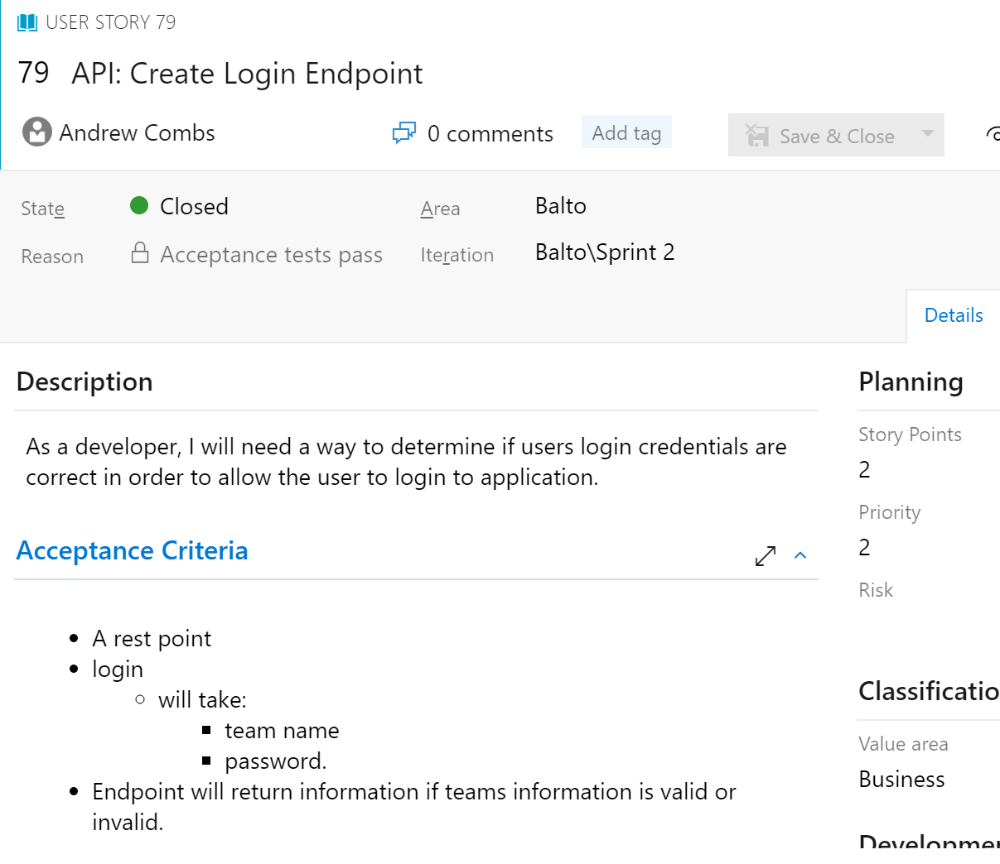 USER STORY 79
79 API: Create Login Endpoint
Andrew Combs 0 comments Add tag Save & Close
State Closed Area Balto
Reason Acceptance tests pass Iteration Balto\Sprint 2
Details
Description
As a developer, I will need a way to determine if users login credentials are
correct in order to allow the user to login to application.
Acceptance Criteria
• A rest point
• login
○ will take:
▪ team name
▪ password.
• Endpoint will return information if teams information is valid or
invalid.
Planning
Story Points
2
Priority
2
Risk
Classificatio
Value area
Business
Developmen